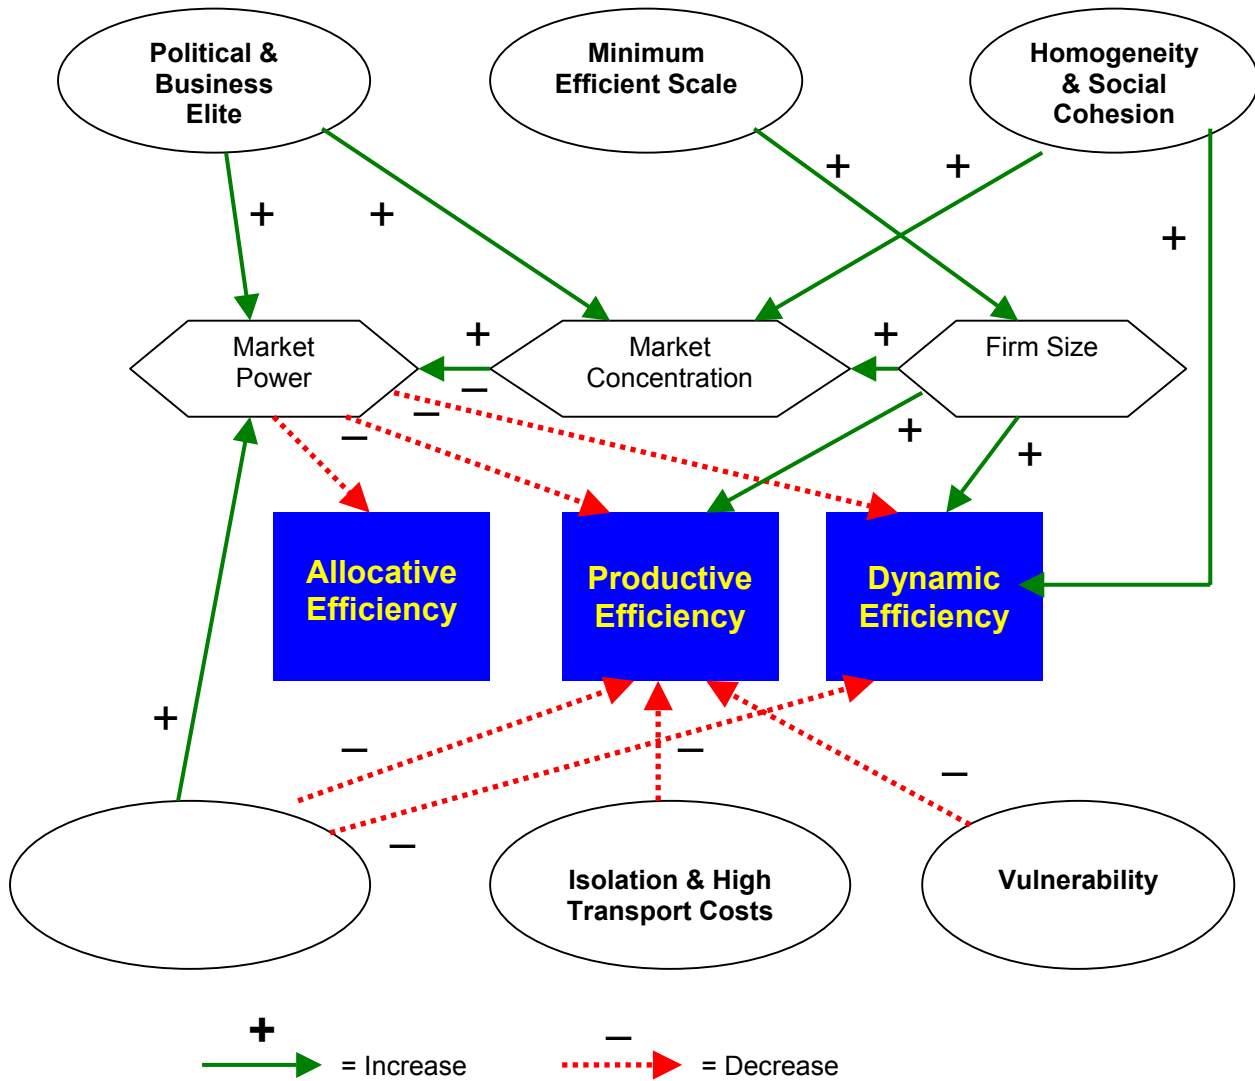 Political &
Business
Elite
Minimum
Efficient Scale
Homogeneity
& Social
Cohesion
+
+
+
+
+
Market
Power
+
Market
Concentration
+
Firm Size
–
–
–
+
+
Allocative
Efficiency
Productive
Efficiency
Dynamic
Efficiency
+
–
–
–
–
Isolation & High
Transport Costs
Vulnerability
+
= Increase
–
= Decrease